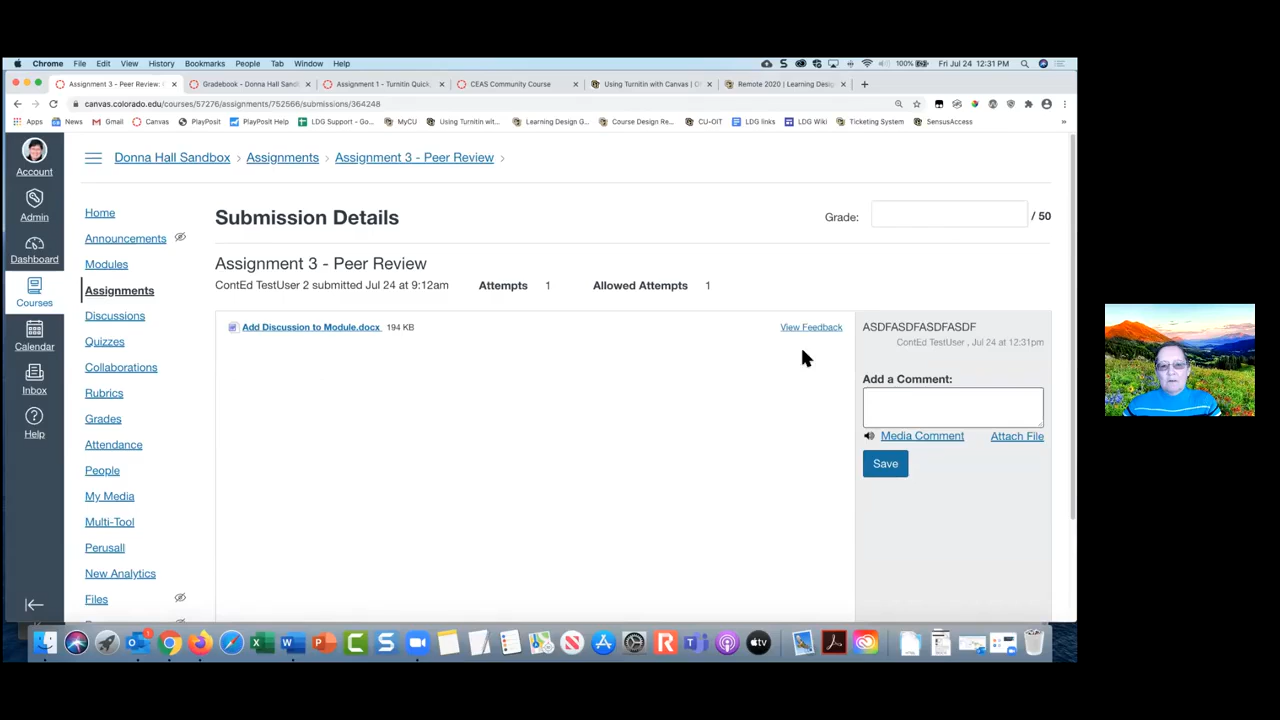 Chrome File Edit View History Bookmarks People Tab Window Help 100% Fri Jul 24 12:31 PM
Assignment 3 - Peer Review: Gradebook - Donna Hall Sandb Assignment 1 - Turnitin Quick CEAS Community Course Using Turnitin with Canvas | O Remote 2020 | Learning Desig
canvas.colorado.edu/courses/57276/assignments/752566/submissions/364248
Apps News Gmail Canvas PlayPosit PlayPosit Help LDG Support - Go... MyCU Using Turnitin wit... Learning Design G... Course Design Re... CU-OIT LDG links LDG Wiki Ticketing System SensusAccess »
Account
Admin
Dashboard
Courses
Calendar
Inbox
Help
Donna Hall Sandbox › Assignments › Assignment 3 - Peer Review ›
Home
Announcements
Modules
Assignments
Discussions
Quizzes
Collaborations
Rubrics
Grades
Attendance
People
My Media
Multi-Tool
Perusall
New Analytics
Files
Submission Details
Grade: / 50
Assignment 3 - Peer Review
ContEd TestUser 2 submitted Jul 24 at 9:12am Attempts 1 Allowed Attempts 1
Add Discussion to Module.docx 194 KB View Feedback
ASDFASDFASDFASDF
ContEd TestUser , Jul 24 at 12:31pm
Add a Comment:
Media Comment Attach File
Save